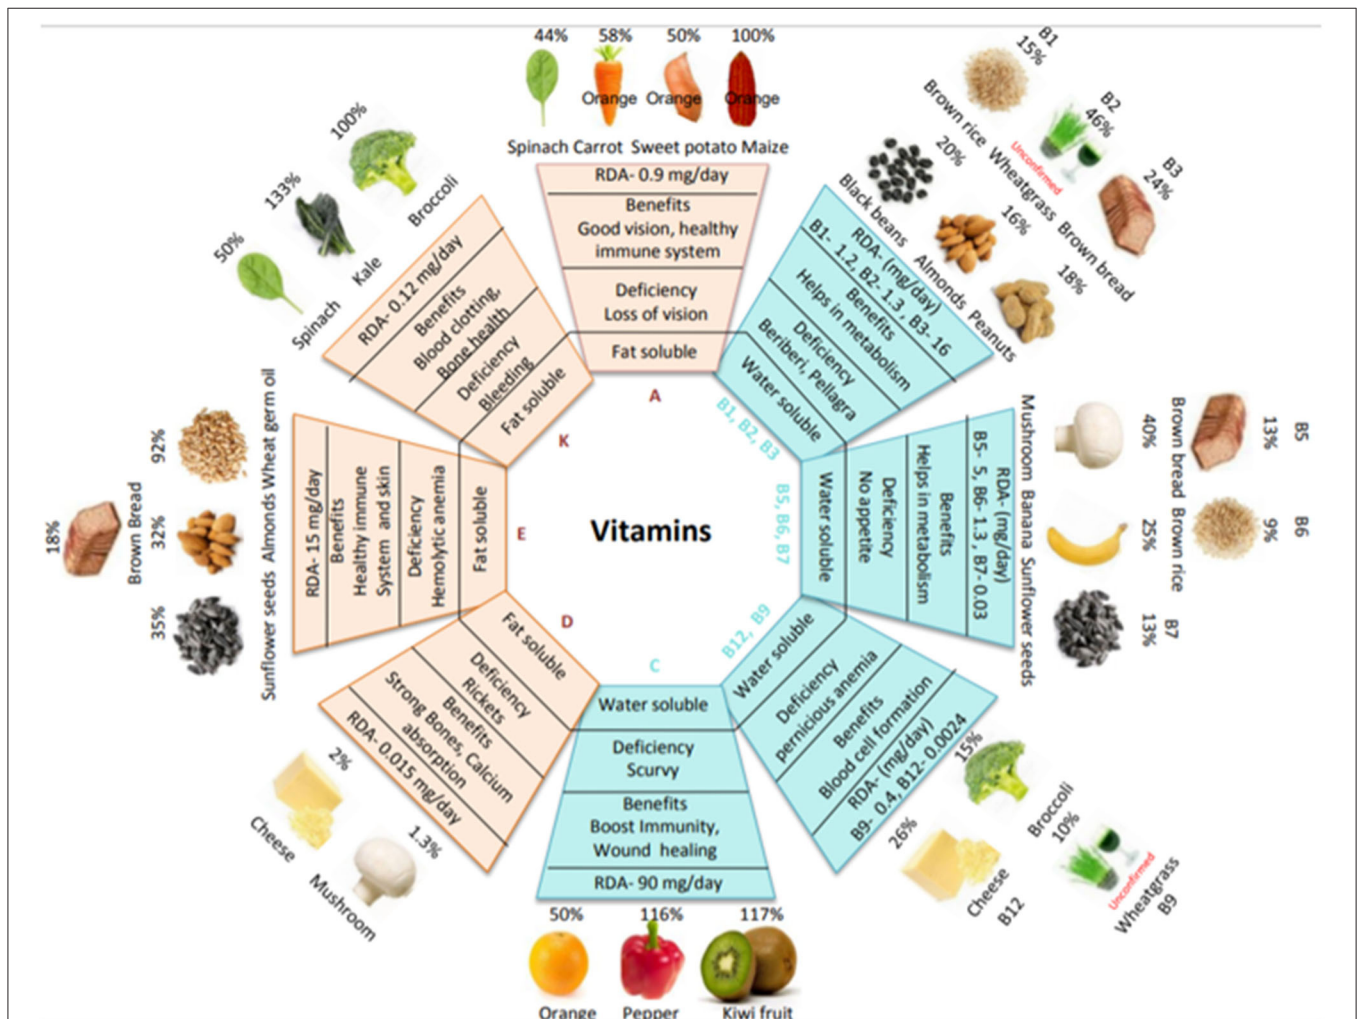 44% 58% 50% 100%
Orange Orange Orange
Spinach Carrot Sweet potato Maize
RDA- 0.9 mg/day
Benefits
Good vision, healthy
immune system
Deficiency
Loss of vision
Fat soluble
A
B1
15%
Brown rice
B2
46%
Unconfirmed
Wheatgrass
B3
24%
Brown bread
20%
Black beans
16%
Almonds
18%
Peanuts
RDA- (mg/day)
B1- 1.2, B2- 1.3 , B3- 16
Benefits
Helps in metabolism
Deficiency
Beriberi, Pellagra
Water soluble
B1, B2, B3
B5
13%
Brown bread
B6
9%
Brown rice
40%
Mushroom
25%
Banana
B7
13%
Sunflower seeds
RDA- (mg/day)
B5- 5, B6- 1.3 , B7- 0.03
Benefits
Helps in metabolism
Deficiency
No appetite
Water soluble
B5, B6, B7
Vitamins
B12, B9
Water soluble
Deficiency
pernicious anemia
Benefits
Blood cell formation
RDA- (mg/day)
B9- 0.4, B12- 0.0024
15%
Broccoli
10%
Unconfirmed
Wheatgrass
B9
26%
Cheese
B12
C
Water soluble
Deficiency
Scurvy
Benefits
Boost Immunity,
Wound healing
RDA- 90 mg/day
50% 116% 117%
Orange Pepper Kiwi fruit
D
Fat soluble
Deficiency
Rickets
Benefits
Strong Bones, Calcium
absorption
RDA- 0.015 mg/day
2%
Cheese
1.3%
Mushroom
E
Fat soluble
Deficiency
Hemolytic anemia
Benefits
Healthy immune
System and skin
RDA- 15 mg/day
92%
Wheat germ oil
32%
Almonds
35%
Sunflower seeds
18%
Brown Bread
K
Fat soluble
Deficiency
Bleeding
Benefits
Blood clotting,
Bone health
RDA- 0.12 mg/day
50%
Spinach
133%
Kale
100%
Broccoli